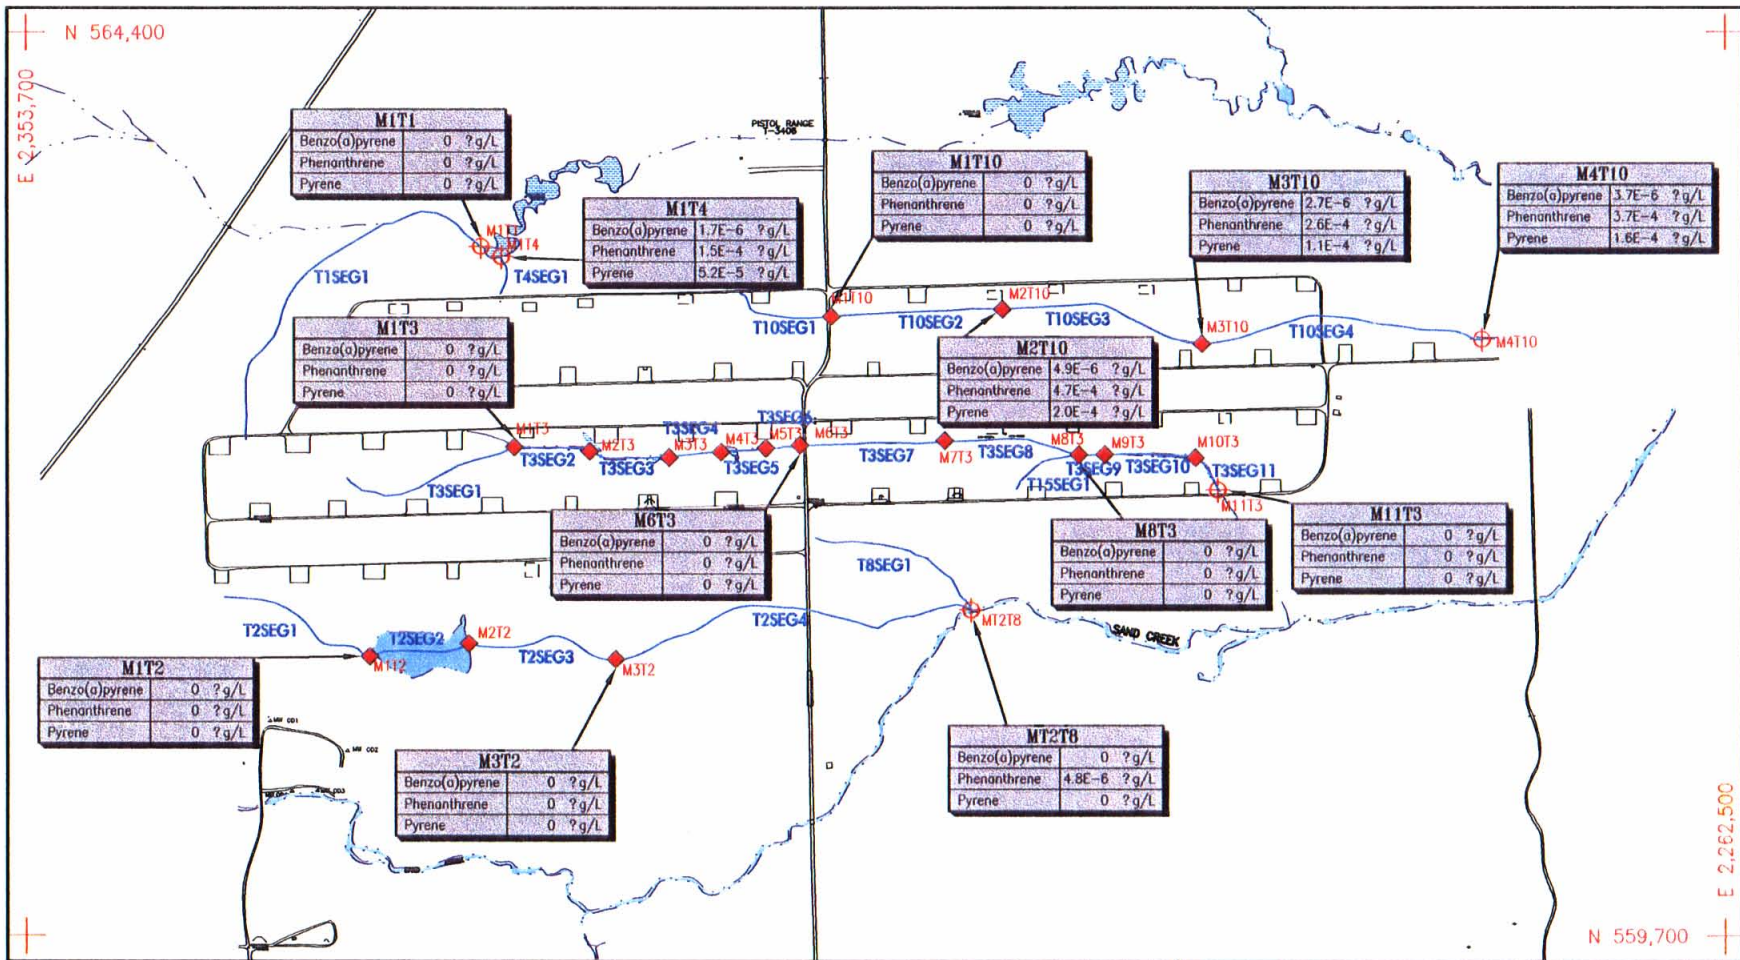 N 564,400
E 2,353,700
PISTOL RANGE
T-3406
M1T1
Benzo(a)pyrene 0 ?g/L
Phenanthrene 0 ?g/L
Pyrene 0 ?g/L
M1T10
Benzo(a)pyrene 0 ?g/L
Phenanthrene 0 ?g/L
Pyrene 0 ?g/L
M3T10
Benzo(a)pyrene 2.7E-6 ?g/L
Phenanthrene 2.6E-4 ?g/L
Pyrene 1.1E-4 ?g/L
M4T10
Benzo(a)pyrene 3.7E-6 ?g/L
Phenanthrene 3.7E-4 ?g/L
Pyrene 1.6E-4 ?g/L
M1T4
Benzo(a)pyrene 1.7E-6 ?g/L
Phenanthrene 1.5E-4 ?g/L
Pyrene 5.2E-5 ?g/L
M1T1
M1T4
T1SEG1
T4SEG1
M1T10
M2T10
T10SEG1
T10SEG2
T10SEG3
M3T10
T10SEG4
M4T10
M1T3
Benzo(a)pyrene 0 ?g/L
Phenanthrene 0 ?g/L
Pyrene 0 ?g/L
M2T10
Benzo(a)pyrene 4.9E-6 ?g/L
Phenanthrene 4.7E-4 ?g/L
Pyrene 2.0E-4 ?g/L
T3SEG6
M1T3
T3SEG4
M2T3
M3T3
M4T3
M5T3
M6T3
M7T3
M8T3
M9T3
M10T3
T3SEG1
T3SEG2
T3SEG3
T3SEG5
T3SEG7
T3SEG8
T3SEG9
T3SEG10
T3SEG11
T15SEG1
M11T3
M6T3
Benzo(a)pyrene 0 ?g/L
Phenanthrene 0 ?g/L
Pyrene 0 ?g/L
M8T3
Benzo(a)pyrene 0 ?g/L
Phenanthrene 0 ?g/L
Pyrene 0 ?g/L
M11T3
Benzo(a)pyrene 0 ?g/L
Phenanthrene 0 ?g/L
Pyrene 0 ?g/L
T8SEG1
T2SEG1
T2SEG2
M2T2
T2SEG3
T2SEG4
MT2T8
SAND CREEK
M1T2
M3T2
M1T2
Benzo(a)pyrene 0 ?g/L
Phenanthrene 0 ?g/L
Pyrene 0 ?g/L
M3T2
Benzo(a)pyrene 0 ?g/L
Phenanthrene 0 ?g/L
Pyrene 0 ?g/L
MT2T8
Benzo(a)pyrene 0 ?g/L
Phenanthrene 4.8E-6 ?g/L
Pyrene 0 ?g/L
E 2,262,500
N 559,700